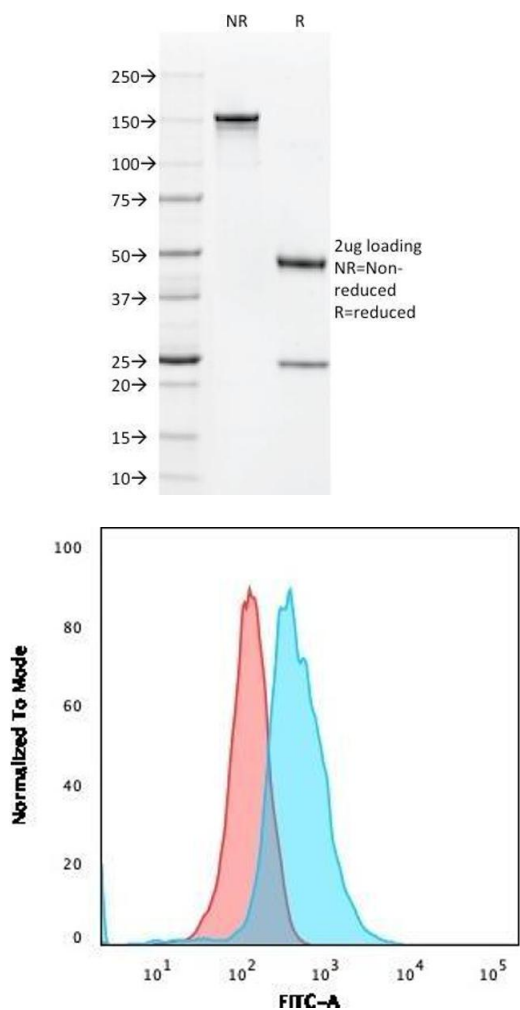 NR R
250→
150→
100→
75→
50→
37→
25→
20→
15→
10→
2ug loading
NR=Non-
reduced
R=reduced
100
80
60
40
20
0
Normalized To Mode
10¹ 10² 10³ 10⁴ 10⁵
FITC-A